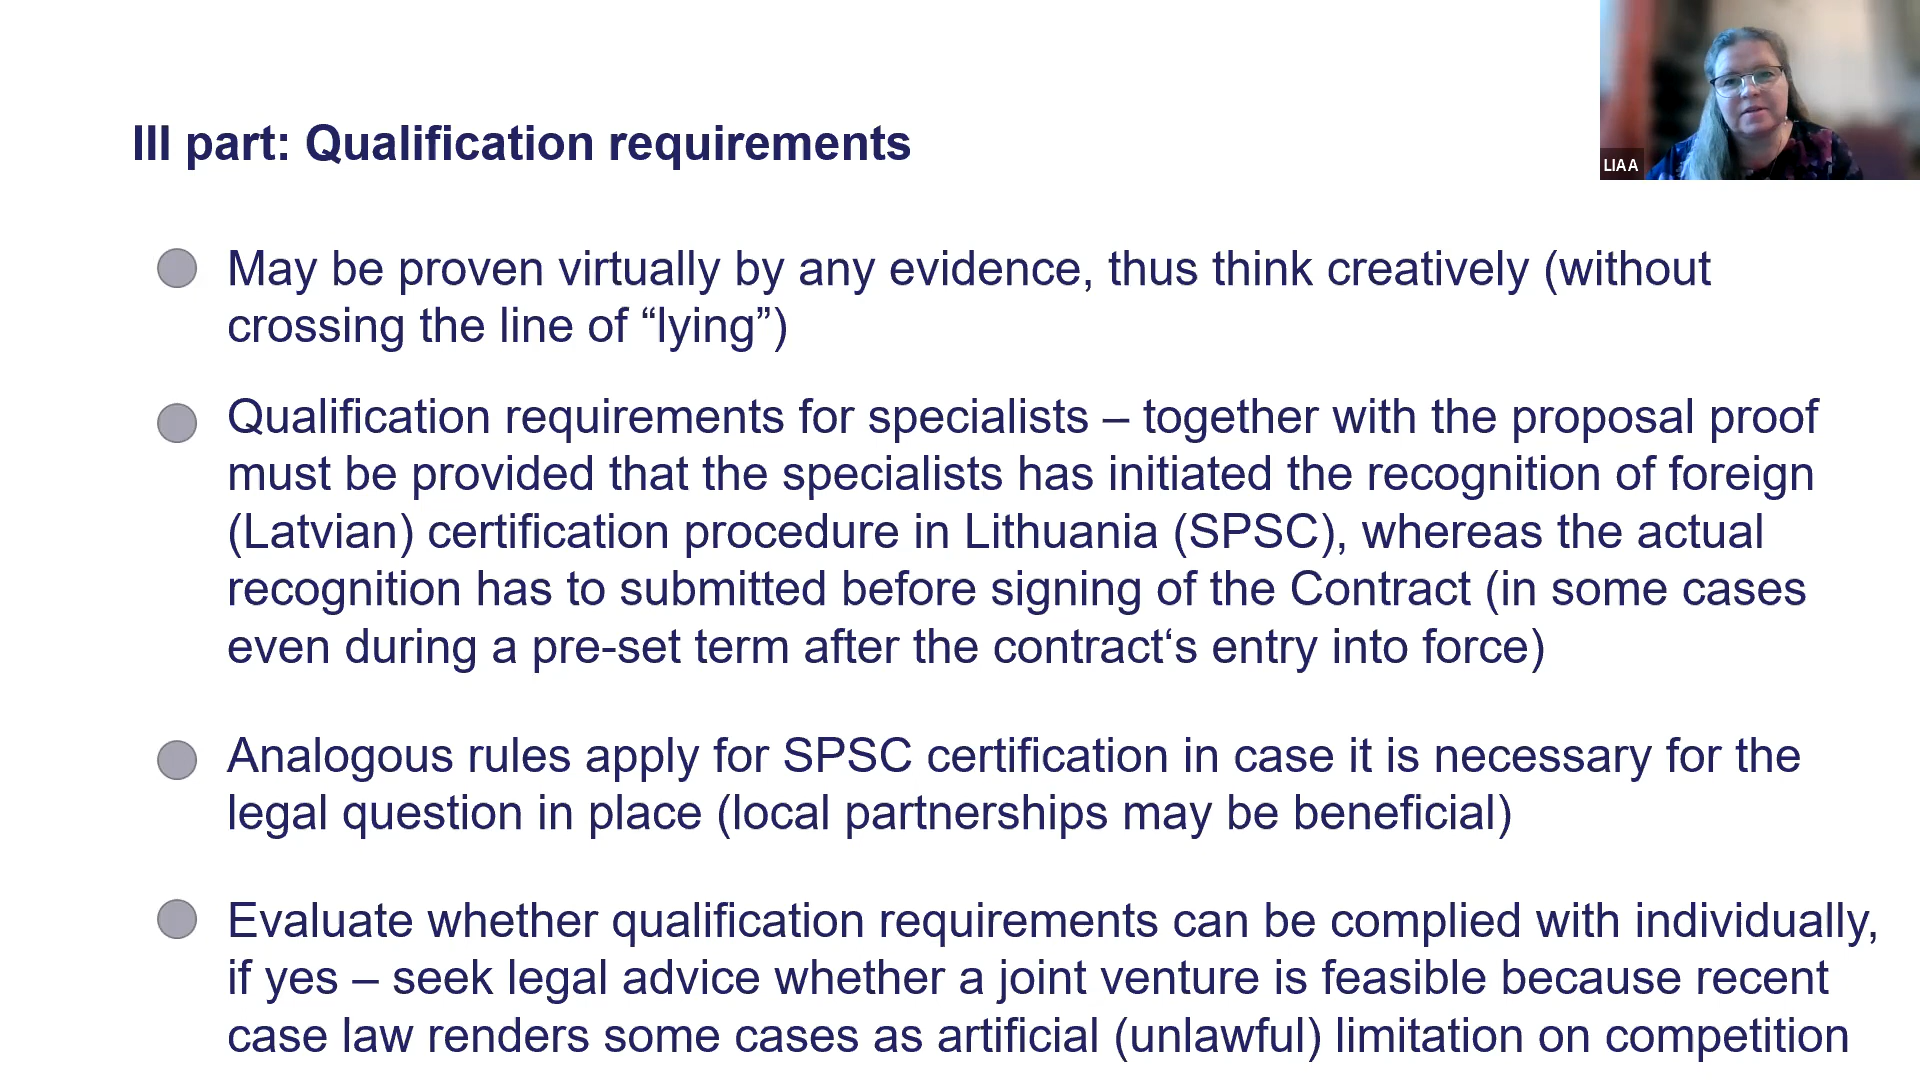 LIAA
III part: Qualification requirements
May be proven virtually by any evidence, thus think creatively (without
crossing the line of “lying”)
Qualification requirements for specialists – together with the proposal proof
must be provided that the specialists has initiated the recognition of foreign
(Latvian) certification procedure in Lithuania (SPSC), whereas the actual
recognition has to submitted before signing of the Contract (in some cases
even during a pre-set term after the contract‘s entry into force)
Analogous rules apply for SPSC certification in case it is necessary for the
legal question in place (local partnerships may be beneficial)
Evaluate whether qualification requirements can be complied with individually,
if yes – seek legal advice whether a joint venture is feasible because recent
case law renders some cases as artificial (unlawful) limitation on competition